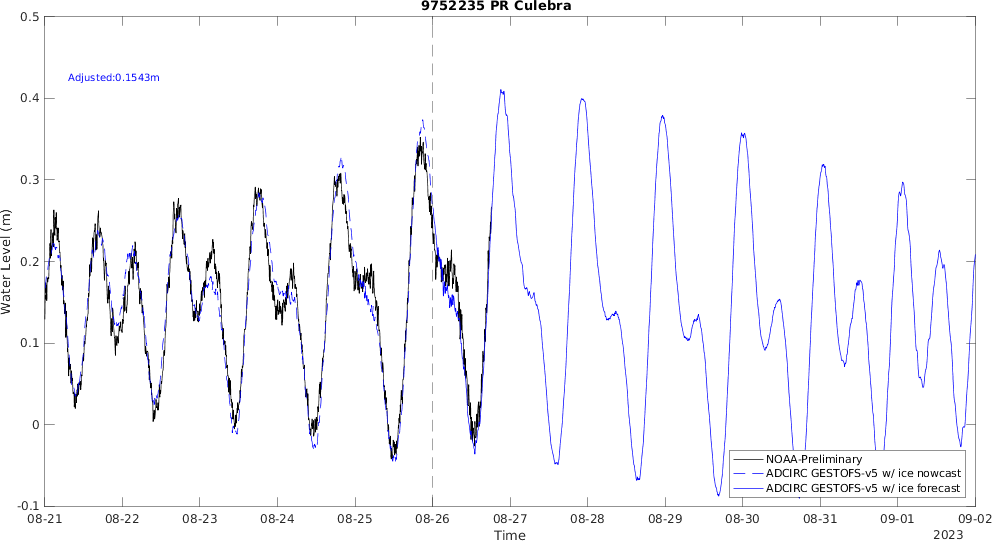 9752235 PR Culebra
0.5
0.4
0.3
0.2
0.1
0
-0.1
Water Level (m)
Adjusted:0.1543m
NOAA-Preliminary
ADCIRC GESTOFS-v5 w/ ice nowcast
ADCIRC GESTOFS-v5 w/ ice forecast
08-21 08-22 08-23 08-24 08-25 08-26 08-27 08-28 08-29 08-30 08-31 09-01 09-02
Time
2023